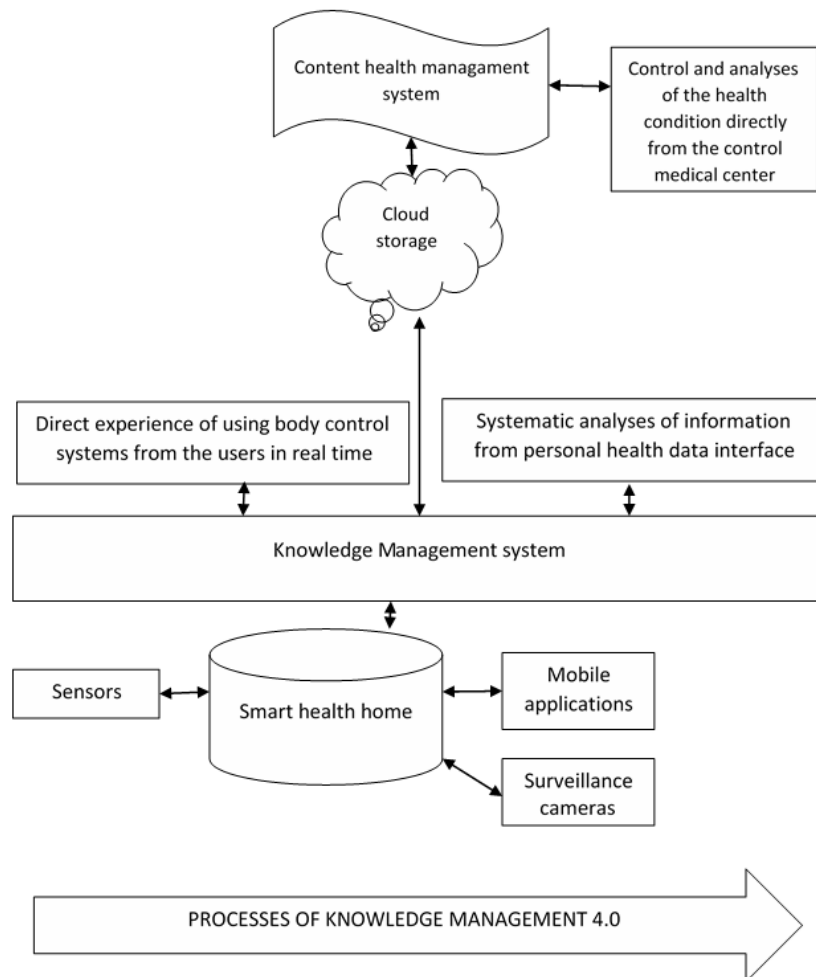 Content health managament
system
Control and analyses
of the health
condition directly
from the control
medical center
Cloud
storage
Direct experience of using body control
systems from the users in real time
Systematic analyses of information
from personal health data interface
Knowledge Management system
Sensors
Smart health home
Mobile
applications
Surveillance
cameras
PROCESSES OF KNOWLEDGE MANAGEMENT 4.0